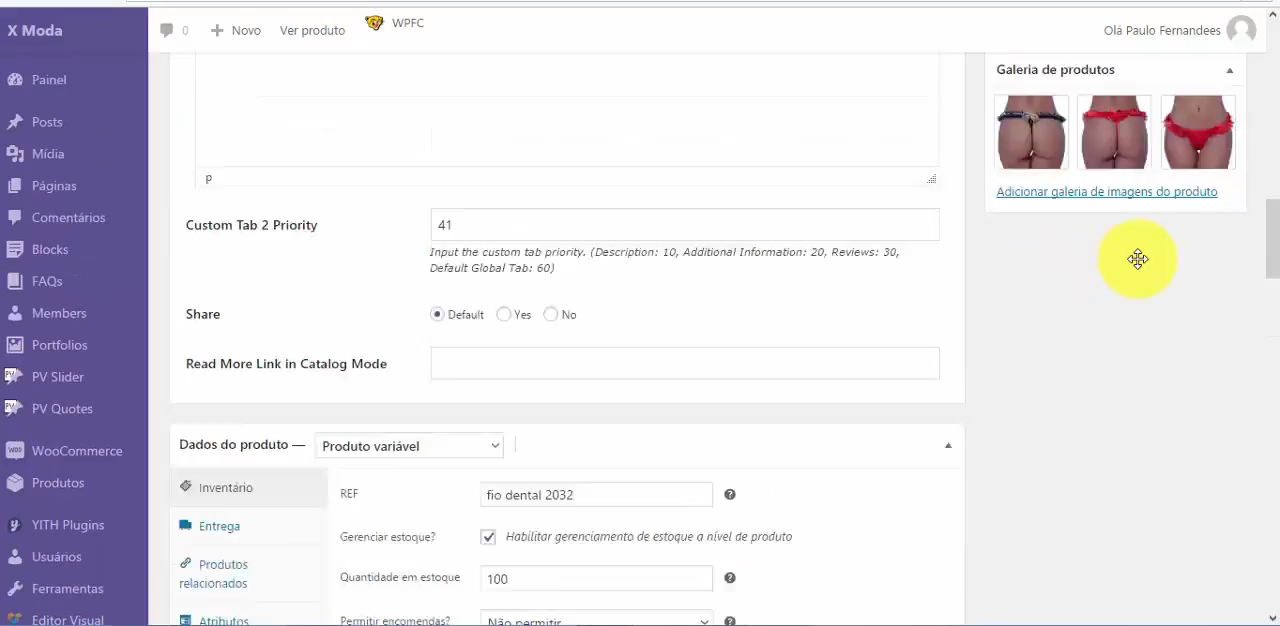 X Moda
0
Novo
Ver produto
WPFC
Olá Paulo Fernandees
Painel
Posts
Mídia
Páginas
Comentários
Blocks
FAQs
Members
Portfolios
PV Slider
PV Quotes
WooCommerce
Produtos
YITH Plugins
Usuários
Ferramentas
Editor Visual
p
Custom Tab 2 Priority
41
Input the custom tab priority. (Description: 10, Additional Information: 20, Reviews: 30,
Default Global Tab: 60)
Share
Default
Yes
No
Read More Link in Catalog Mode
Dados do produto —
Produto variável
Inventário
Entrega
Produtos
relacionados
Atributos
REF
fio dental 2032
Gerenciar estoque?
Habilitar gerenciamento de estoque a nível de produto
Quantidade em estoque
100
Permitir encomendas?
Não permitir
Galeria de produtos
Adicionar galeria de imagens do produto